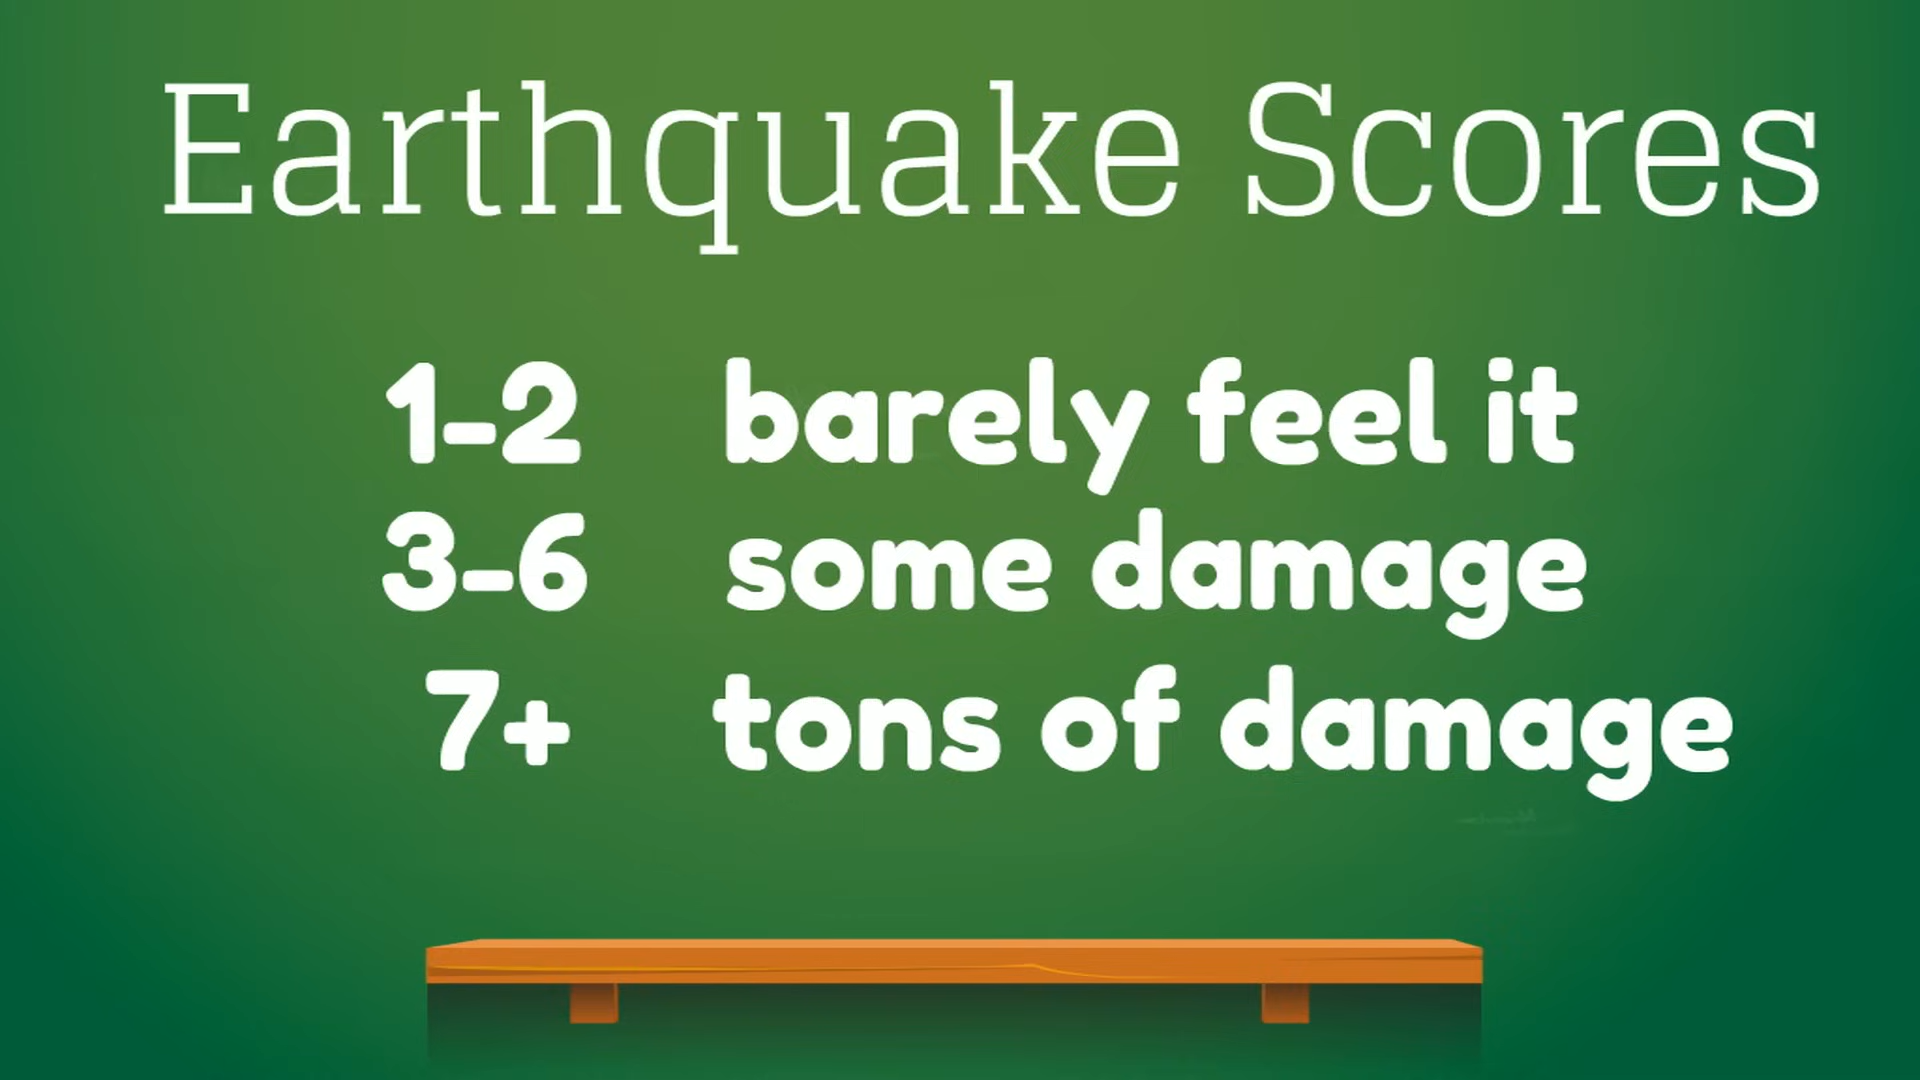 Earthquake Scores
1-2 barely feel it
3-6 some damage
7+ tons of damage